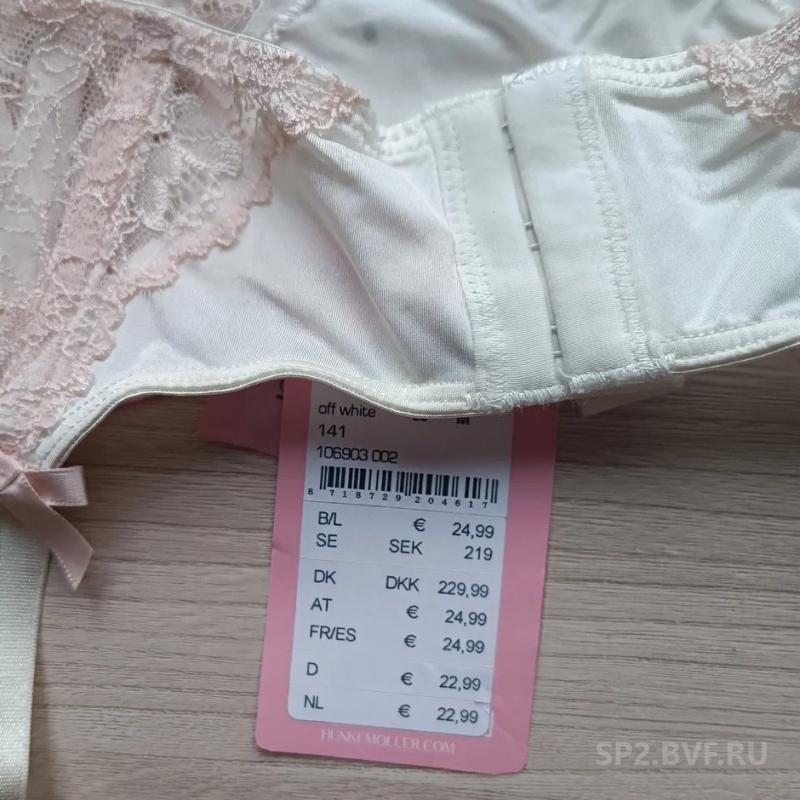 off white
141
106903 002
8 718729 204617
B/L € 24,99
SE SEK 219
DK DKK 229,99
AT € 24,99
FR/ES € 24,99
D € 22,99
NL € 22,99
HUNKEMOLLER.COM
SP2.BVF.RU